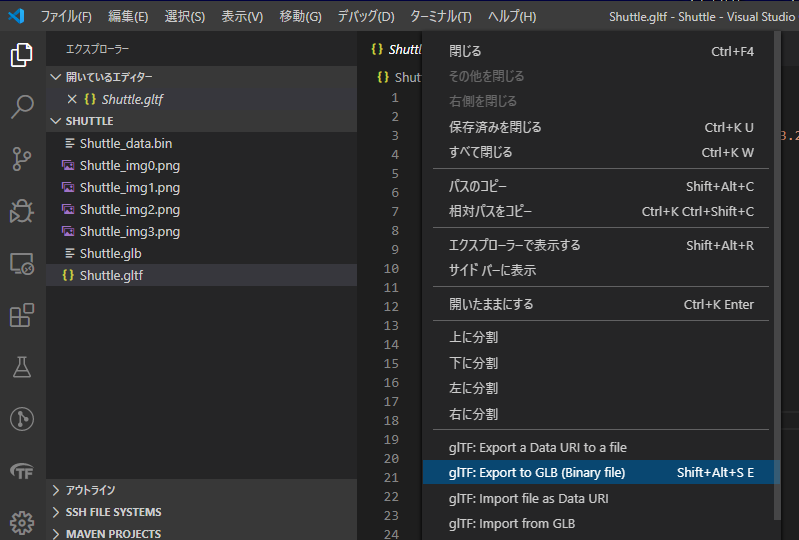 ファイル(F) 編集(E) 選択(S) 表示(V) 移動(G) デバッグ(D) ターミナル(T) ヘルプ(H) Shuttle.gltf - Shuttle - Visual Studio
エクスプローラー
開いているエディター
{} Shuttle.gltf
SHUTTLE
Shuttle_data.bin
Shuttle_img0.png
Shuttle_img1.png
Shuttle_img2.png
Shuttle_img3.png
Shuttle.glb
{} Shuttle.gltf
アウトライン
SSH FILE SYSTEMS
MAVEN PROJECTS
{} Shuttl
{} Shut
1
2
3
4
5
6
7
8
9
10
11
12
13
14
15
16
17
18
19
20
21
22
23
24
3.2
閉じる Ctrl+F4
その他を閉じる
右側を閉じる
保存済みを閉じる Ctrl+K U
すべて閉じる Ctrl+K W
パスのコピー Shift+Alt+C
相対パスをコピー Ctrl+K Ctrl+Shift+C
エクスプローラーで表示する Shift+Alt+R
サイド バーに表示
開いたままにする Ctrl+K Enter
上に分割
下に分割
左に分割
右に分割
glTF: Export a Data URI to a file
glTF: Export to GLB (Binary file) Shift+Alt+S E
glTF: Import file as Data URI
glTF: Import from GLB